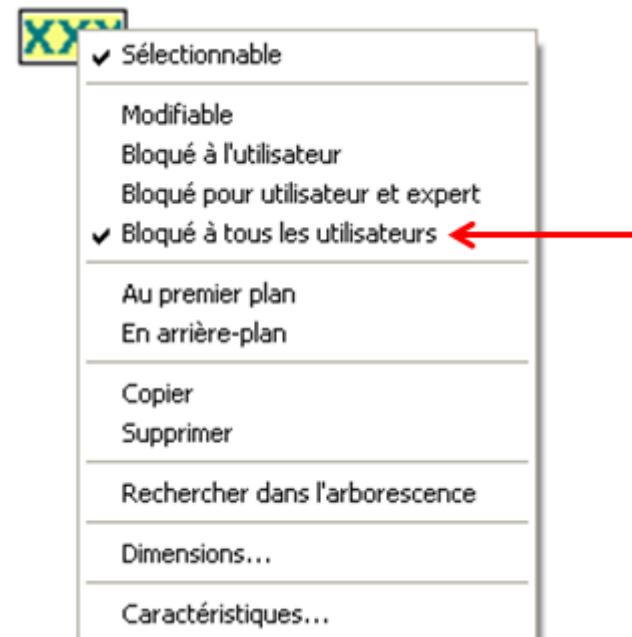 XXX
Sélectionnable
Modifiable
Bloqué à l'utilisateur
Bloqué pour utilisateur et expert
Bloqué à tous les utilisateurs
Au premier plan
En arrière-plan
Copier
Supprimer
Rechercher dans l'arborescence
Dimensions...
Caractéristiques...